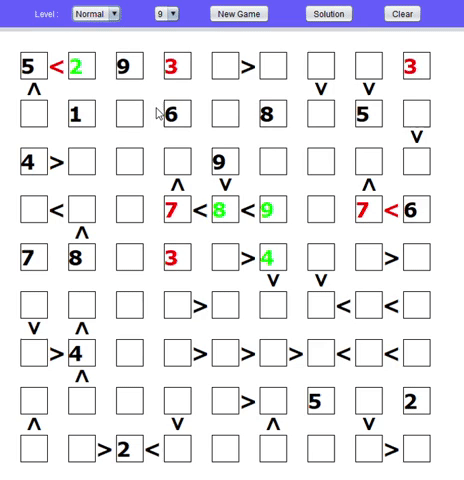 Level : Normal 9 New Game Solution Clear
5 < 2 9 3 > 3
∧ ∨ ∨
1 6 8 5
∨
4 > 9
∧ ∨ ∧
< 7 < 8 < 9 7 < 6
∧
7 8 3 > 4 >
∨ ∨
> < <
∨ ∧
> 4 > > > < <
∧
> 5 2
∧ ∨ ∧ ∨
> 2 < >